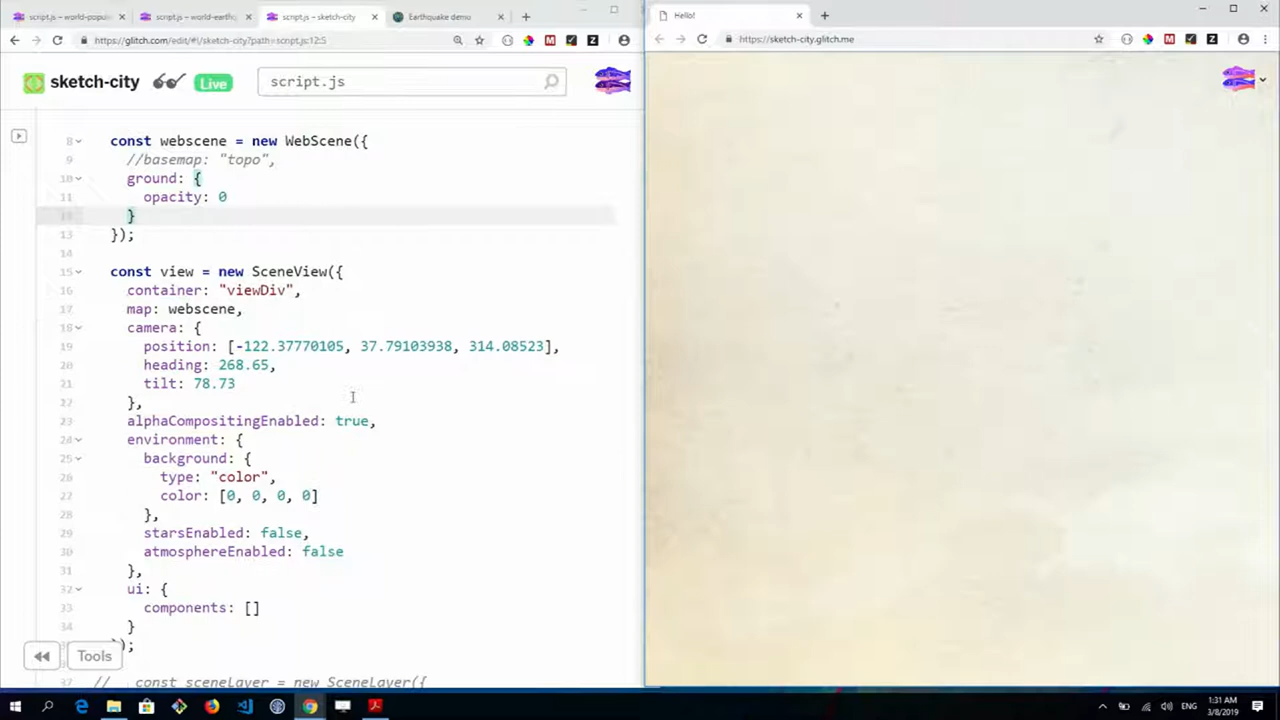 script.js – world-popul
script.js – world-earthq
script.js – sketch-city
Earthquake demo
https://glitch.com/edit/#!/sketch-city?path=script.js:12:5
sketch-city
Live
script.js
8
const webscene = new WebScene({
9
//basemap: "topo",
10
ground: {
11
opacity: 0
12
}
13
});
14
15
const view = new SceneView({
16
container: "viewDiv",
17
map: webscene,
18
camera: {
19
position: [-122.37770105, 37.79103938, 314.08523],
20
heading: 268.65,
21
tilt: 78.73
22
},
23
alphaCompositingEnabled: true,
24
environment: {
25
background: {
26
type: "color",
27
color: [0, 0, 0, 0]
28
},
29
starsEnabled: false,
30
atmosphereEnabled: false
31
},
32
ui: {
33
components: []
34
}
);
Tools
37
// const sceneLayer = new SceneLayer({
Hello!
https://sketch-city.glitch.me
M
Z
M
Z
ENG
1:31 AM
3/8/2019